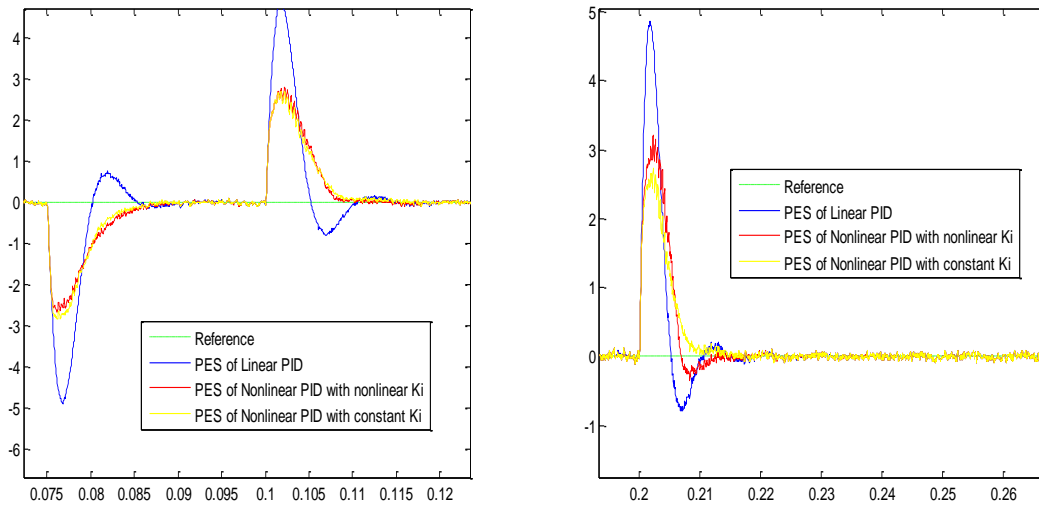 4
3
2
1
0
-1
-2
-3
-4
-5
-6
Reference
PES of Linear PID
PES of Nonlinear PID with nonlinear Ki
PES of Nonlinear PID with constant Ki
0.075 0.08 0.085 0.09 0.095 0.1 0.105 0.11 0.115 0.12
5
4
3
2
1
0
-1
Reference
PES of Linear PID
PES of Nonlinear PID with nonlinear Ki
PES of Nonlinear PID with constant Ki
0.2 0.21 0.22 0.23 0.24 0.25 0.26